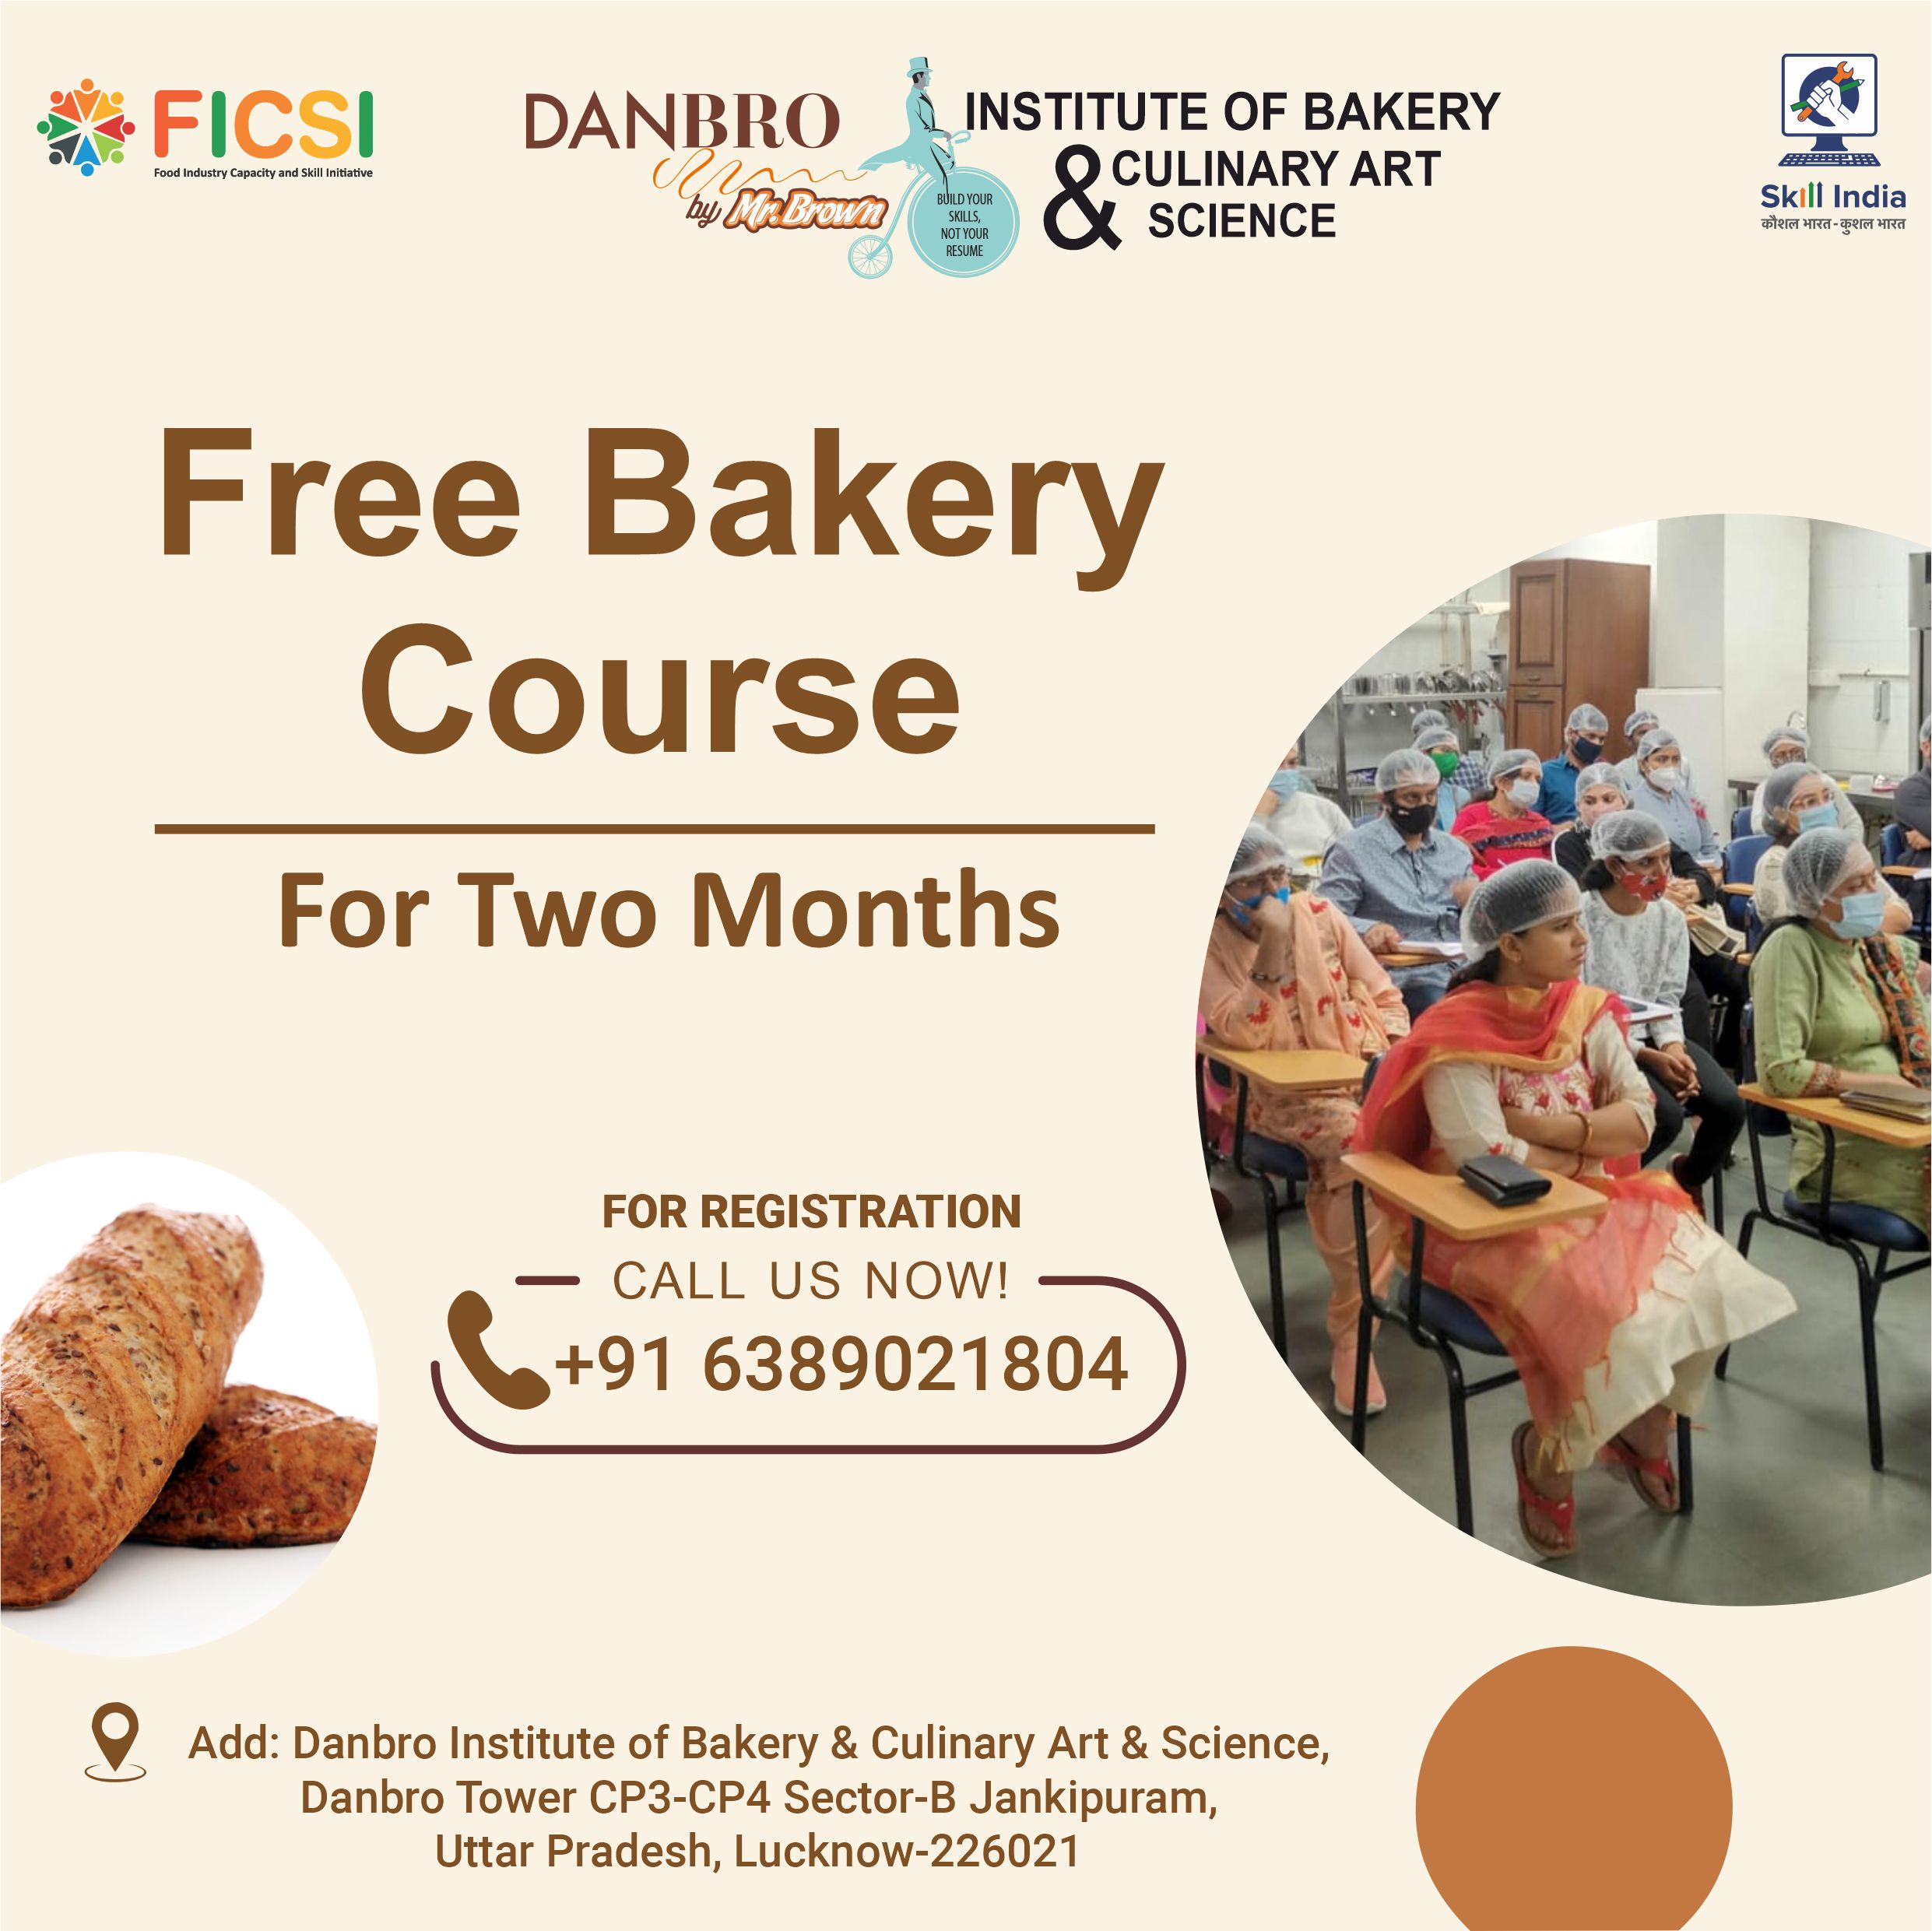 FICSI
Food Industry Capacity and Skill Initiative
DANBRO
by Mr. Brown
BUILD YOUR
SKILLS,
NOT YOUR
RESUME
INSTITUTE OF BAKERY
& CULINARY ART
SCIENCE
Skill India
कौशल भारत - कुशल भारत
Free Bakery
Course
For Two Months
FOR REGISTRATION
CALL US NOW!
+91 6389021804
Add: Danbro Institute of Bakery & Culinary Art & Science,
Danbro Tower CP3-CP4 Sector-B Jankipuram,
Uttar Pradesh, Lucknow-226021